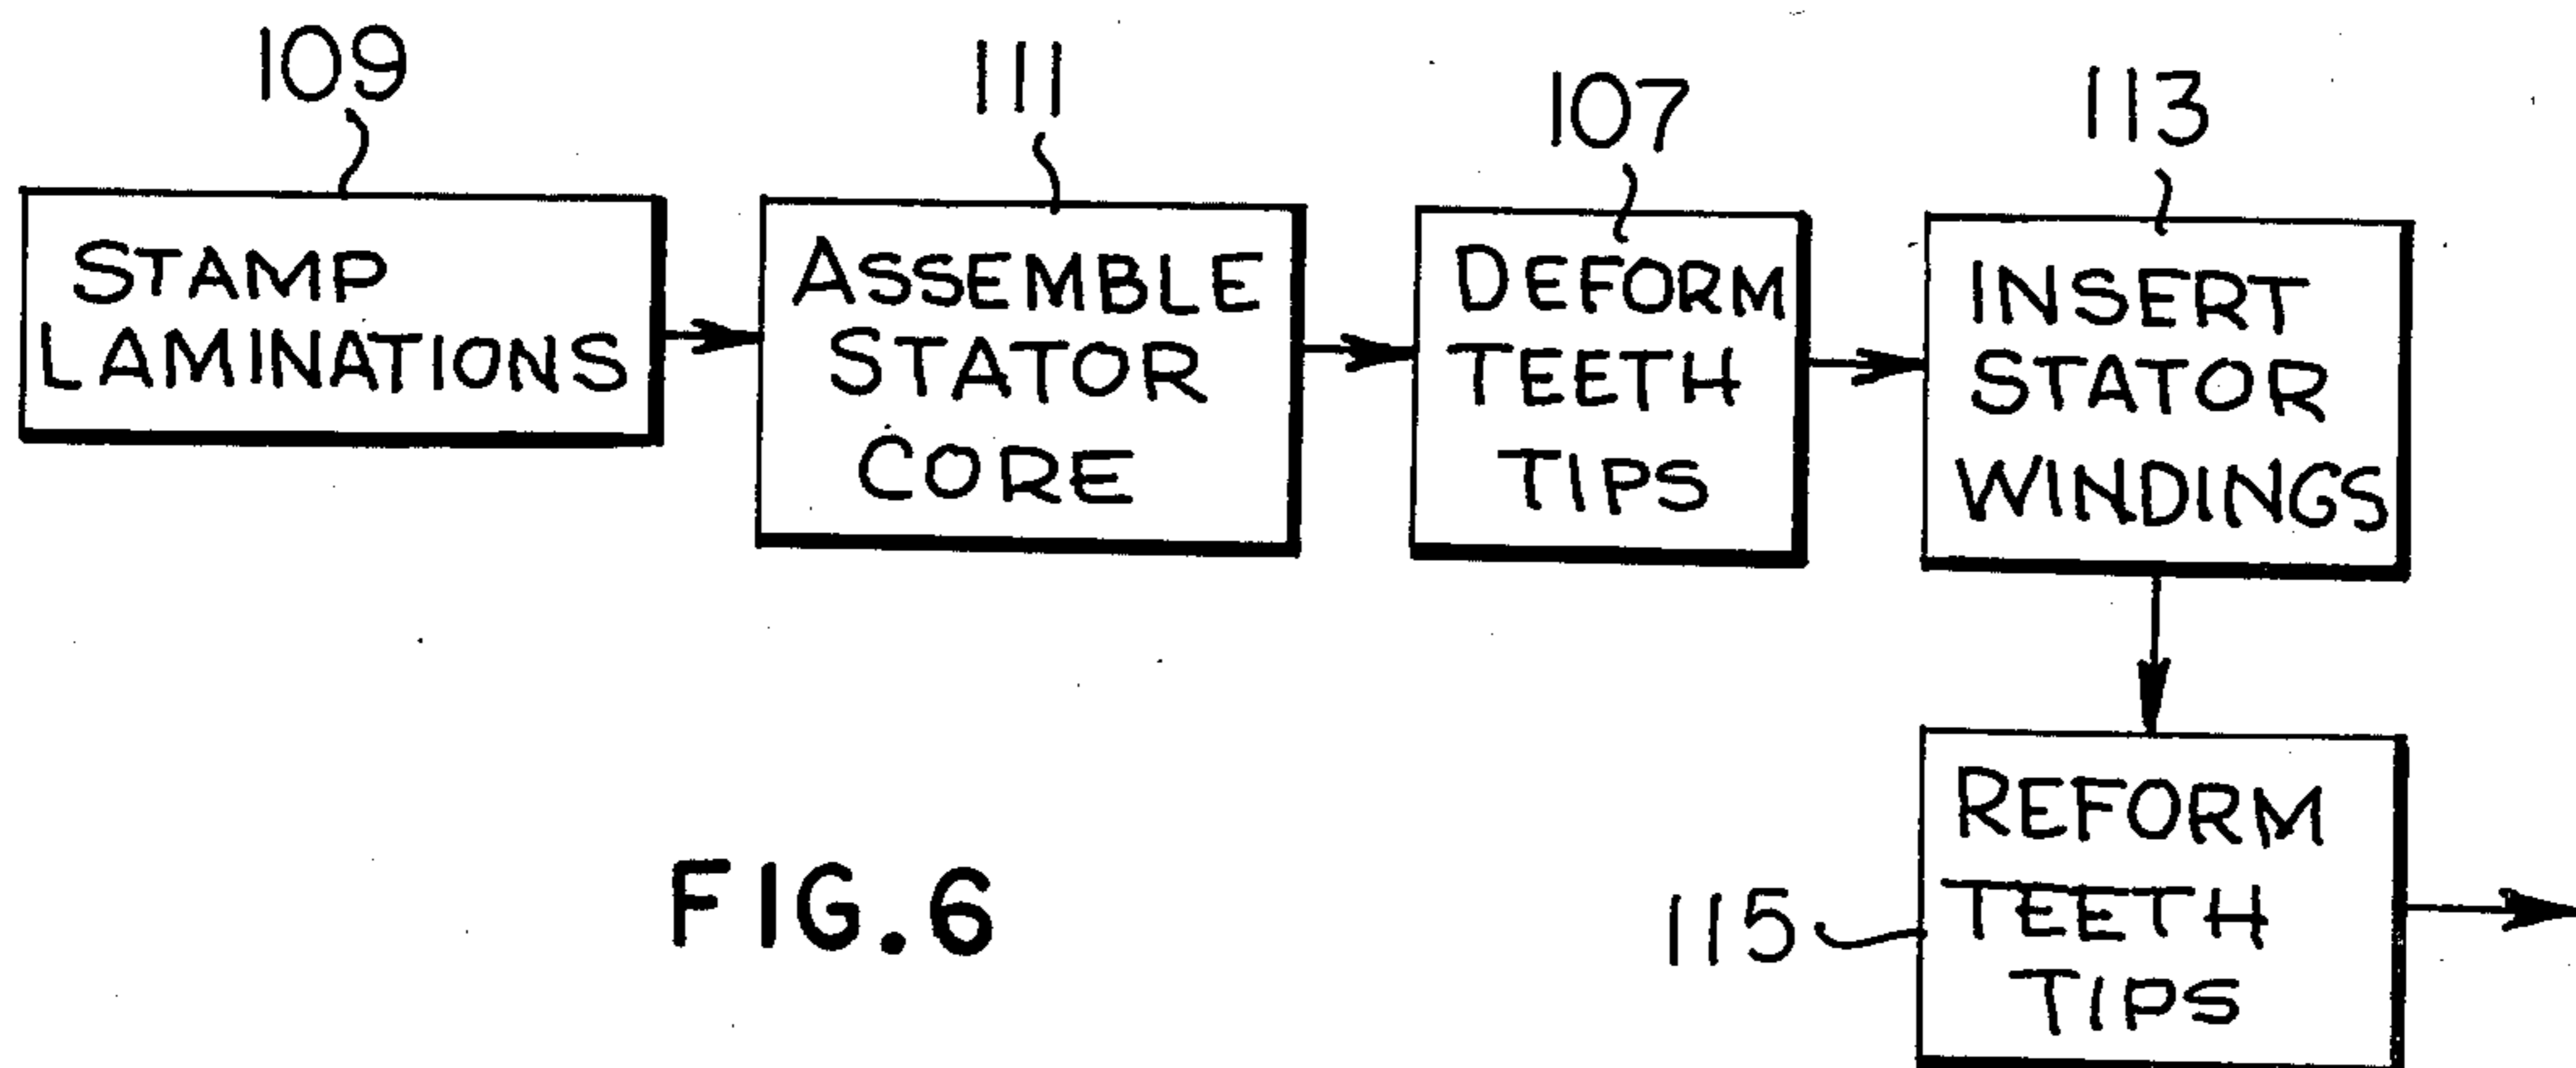 109
STAMP
LAMINATIONS
111
ASSEMBLE
STATOR
CORE
107
DEFORM
TEETH
TIPS
113
INSERT
STATOR
WINDINGS
115
REFORM
TEETH
TIPS
FIG.6